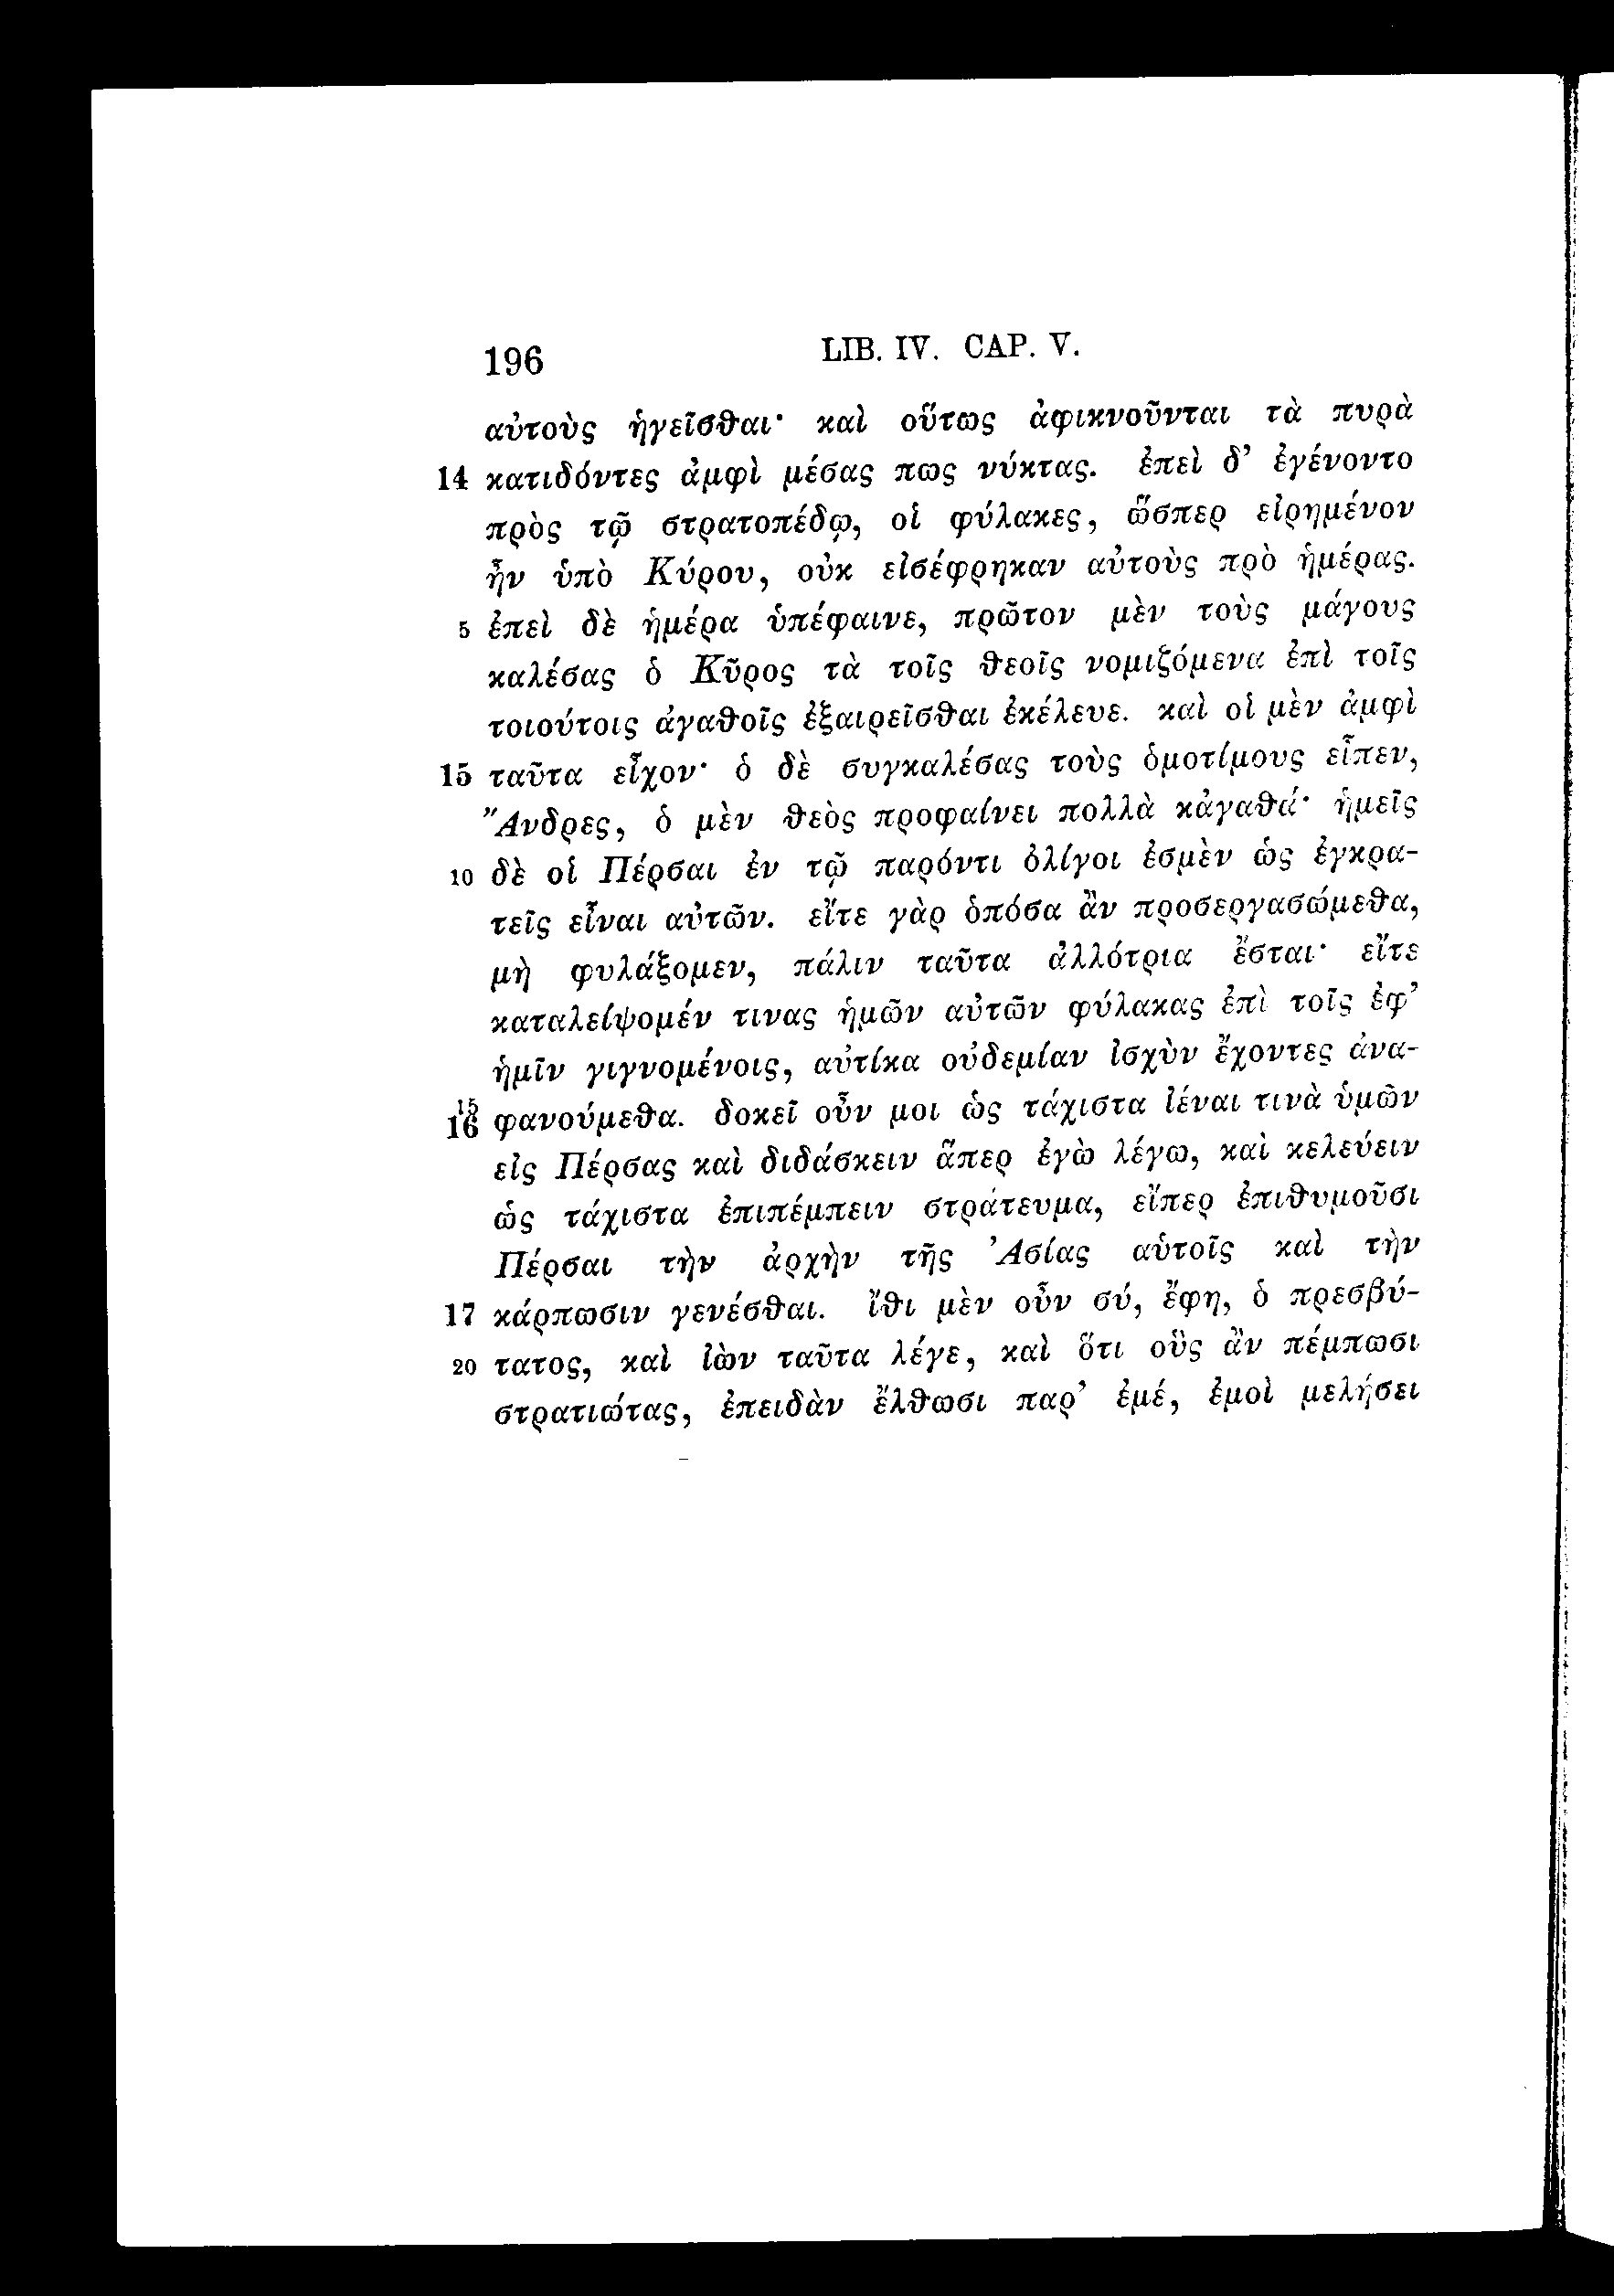 196 LIB. IV. CAP. V.
αὐτοὺς ἡγεῖσθαι· καὶ οὕτως ἀφικνοῦνται τὰ πυρὰ
14 κατιδόντες ἀμφὶ μέσας πως νύκτας. ἐπεὶ δ’ ἐγένοντο
πρὸς τῷ στρατοπέδῳ, οἱ φύλακες, ὥσπερ εἰρημένον
ἦν ὑπὸ Κύρου, οὐκ εἰσέφρηκαν αὐτοὺς πρὸ ἡμέρας.
5 ἐπεὶ δὲ ἡμέρα ὑπέφαινε, πρῶτον μὲν τοὺς μάγους
καλέσας ὁ Κῦρος τὰ τοῖς θεοῖς νομιζόμενα ἐπὶ τοῖς
τοιούτοις ἀγαθοῖς ἐξαιρεῖσθαι ἐκέλευε. καὶ οἱ μὲν ἀμφὶ
15 ταῦτα εἶχον· ὁ δὲ συγκαλέσας τοὺς ὁμοτίμους εἶπεν,
Ἄνδρες, ὁ μὲν θεὸς προφαίνει πολλὰ κἀγαθά· ἡμεῖς
10 δὲ οἱ Πέρσαι ἐν τῷ παρόντι ὀλίγοι ἐσμὲν ὡς ἐγκρα-
τεῖς εἶναι αὐτῶν. εἴτε γὰρ ὁπόσα ἂν προσεργασώμεθα,
μὴ φυλάξομεν, πάλιν ταῦτα ἀλλότρια ἔσται· εἴτε
καταλείψομέν τινας ἡμῶν αὐτῶν φύλακας ἐπὶ τοῖς ἐφ’
ἡμῖν γιγνομένοις, αὐτίκα οὐδεμίαν ἰσχὺν ἔχοντες ἀνα-
15 16 φανούμεθα. δοκεῖ οὖν μοι ὡς τάχιστα ἰέναι τινὰ ὑμῶν
εἰς Πέρσας καὶ διδάσκειν ἅπερ ἐγὼ λέγω, καὶ κελεύειν
ὡς τάχιστα ἐπιπέμπειν στράτευμα, εἴπερ ἐπιθυμοῦσι
Πέρσαι τὴν ἀρχὴν τῆς Ἀσίας αὑτοῖς καὶ τὴν
17 κάρπωσιν γενέσθαι. ἴθι μὲν οὖν σύ, ἔφη, ὁ πρεσβύ-
20 τατος, καὶ ἰὼν ταῦτα λέγε, καὶ ὅτι οὓς ἂν πέμπωσι
στρατιώτας, ἐπειδὰν ἔλθωσι παρ’ ἐμέ, ἐμοὶ μελήσει